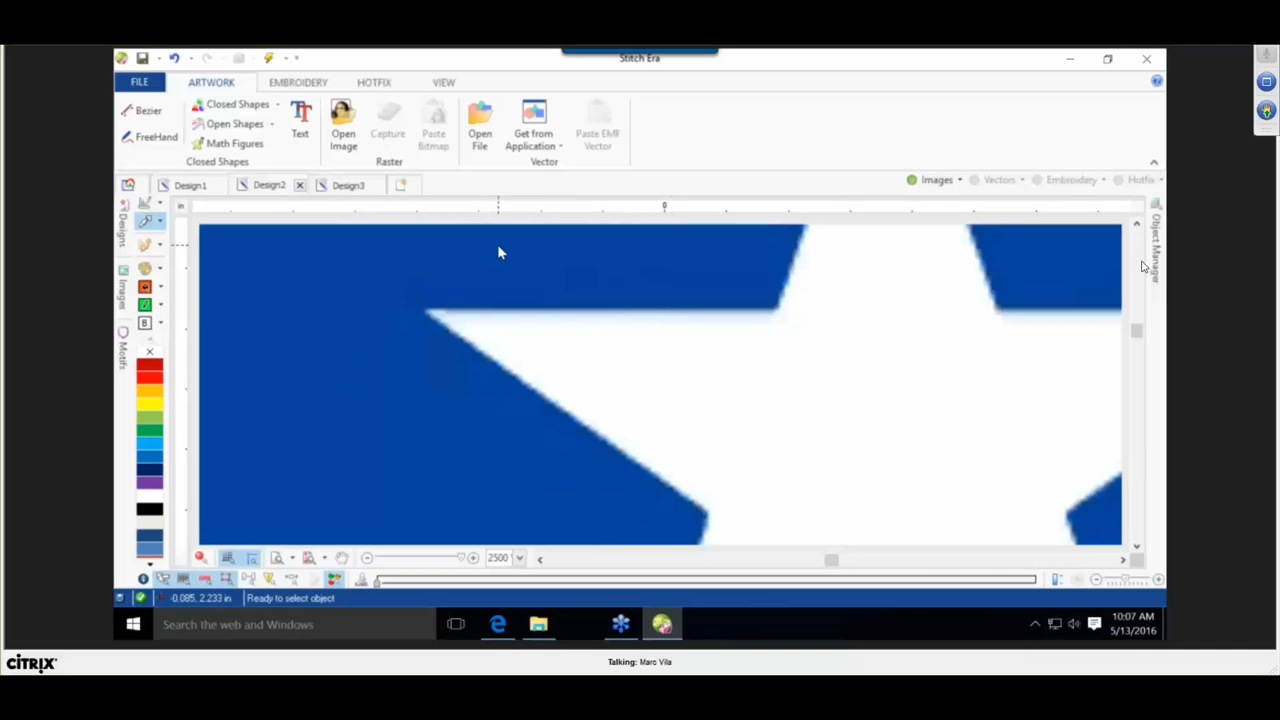 Stitch Era
FILE ARTWORK EMBROIDERY HOTFIX VIEW
Bezier
FreeHand
Closed Shapes
Open Shapes
Math Figures
Text
Closed Shapes
Open Image
Capture
Paste Bitmap
Raster
Open File
Get from Application
Paste EMF Vector
Vector
Design1 Design2 Design3
Images Vectors Embroidery Hotfix
in
0
Designs
Images
Motifs
Object Manager
2500
-0.085, 2.233 in Ready to select object
Search the web and Windows
10:07 AM
5/13/2016
CITRIX
Talking: Marc Vila